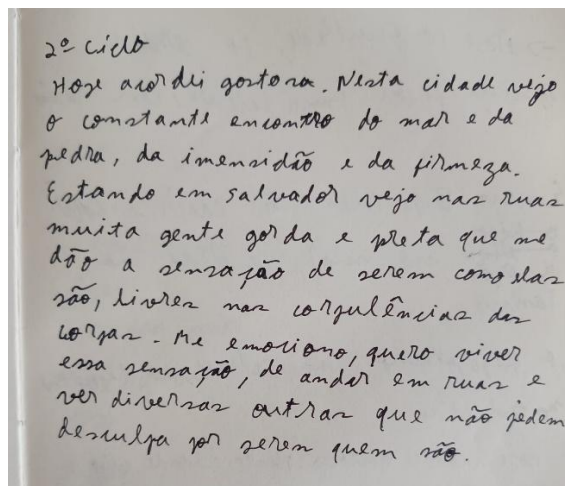 2º ciclo
Hoje acordei gostosa. Nesta cidade vejo
o constante encontro do mar e da
pedra, da imensidão e da firmeza.
Estando em Salvador vejo nas ruas
muita gente gorda e preta que me
dão a sensação de serem como elas
são, livres nas corpulências das
corpas. Me emociono, quero viver
essa sensação, de andar em ruas e
ver diversas outras que não pedem
desculpa por serem quem são.